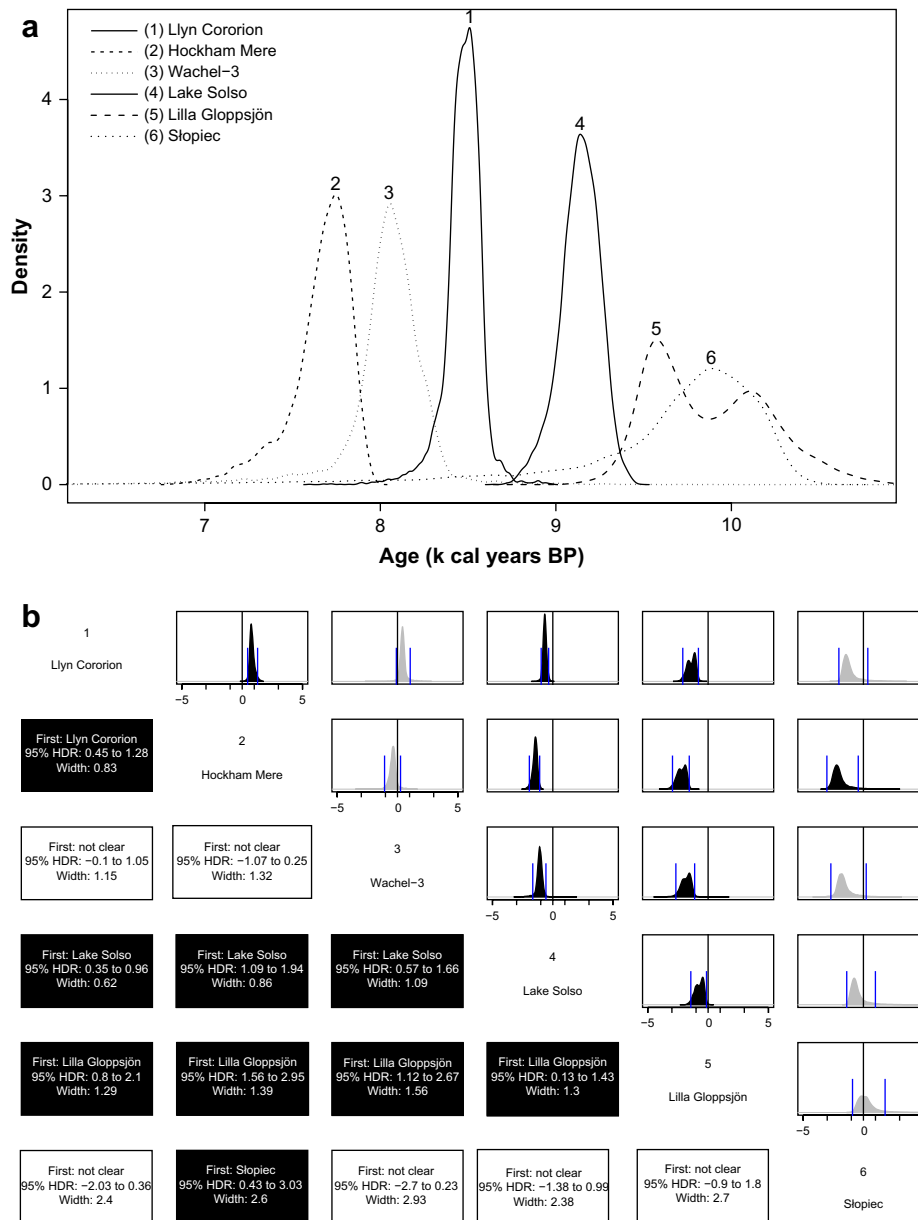 a
(1) Llyn Cororion
(2) Hockham Mere
(3) Wachel−3
(4) Lake Solso
(5) Lilla Gloppsjön
(6) Słopiec
1
2
3
4
5
6
Density
0
1
2
3
4
7
8
9
10
Age (k cal years BP)
b
1
Llyn Cororion
−5
0
5
First: Llyn Cororion
95% HDR: 0.45 to 1.28
Width: 0.83
2
Hockham Mere
−5
0
5
First: not clear
95% HDR: −0.1 to 1.05
Width: 1.15
First: not clear
95% HDR: −1.07 to 0.25
Width: 1.32
3
Wachel−3
−5
0
5
First: Lake Solso
95% HDR: 0.35 to 0.96
Width: 0.62
First: Lake Solso
95% HDR: 1.09 to 1.94
Width: 0.86
First: Lake Solso
95% HDR: 0.57 to 1.66
Width: 1.09
4
Lake Solso
−5
0
5
First: Lilla Gloppsjön
95% HDR: 0.8 to 2.1
Width: 1.29
First: Lilla Gloppsjön
95% HDR: 1.56 to 2.95
Width: 1.39
First: Lilla Gloppsjön
95% HDR: 1.12 to 2.67
Width: 1.56
First: Lilla Gloppsjön
95% HDR: 0.13 to 1.43
Width: 1.3
5
Lilla Gloppsjön
−5
0
5
First: not clear
95% HDR: −2.03 to 0.36
Width: 2.4
First: Słopiec
95% HDR: 0.43 to 3.03
Width: 2.6
First: not clear
95% HDR: −2.7 to 0.23
Width: 2.93
First: not clear
95% HDR: −1.38 to 0.99
Width: 2.38
First: not clear
95% HDR: −0.9 to 1.8
Width: 2.7
6
Słopiec